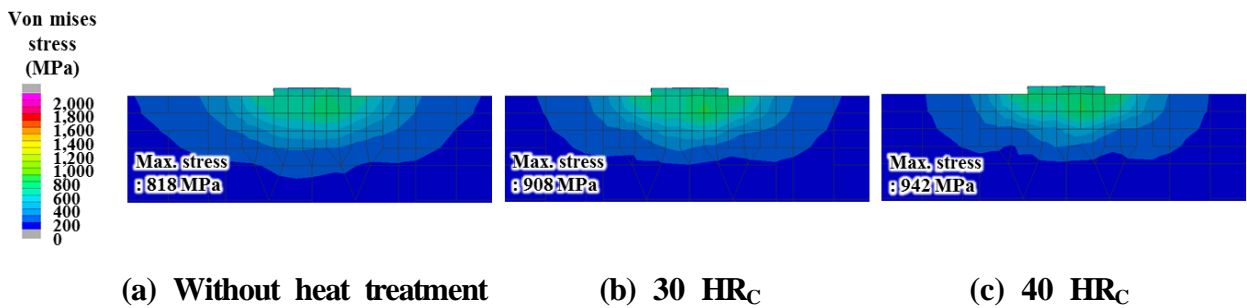 Von mises
stress
(MPa)
2,000
1,800
1,600
1,400
1,200
1,000
800
600
400
200
0
Max. stress
: 818 MPa
Max. stress
: 908 MPa
Max. stress
: 942 MPa
(a) Without heat treatment
(b) 30 HRC
(c) 40 HRC